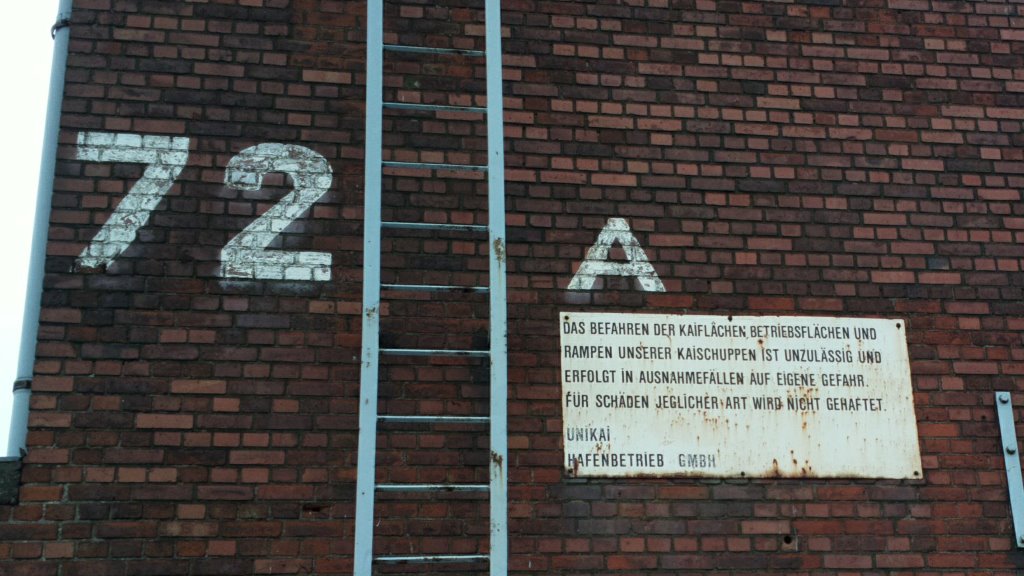 72 A
DAS BEFAHREN DER KAIFLÄCHEN, BETRIEBSFLÄCHEN UND
RAMPEN UNSERER KAISCHUPPEN IST UNZULÄSSIG UND
ERFOLGT IN AUSNAHMEFÄLLEN AUF EIGENE GEFAHR.
FÜR SCHÄDEN JEGLICHER ART WIRD NICHT GEHAFTET.
UNIKAI
HAFENBETRIEB GMBH